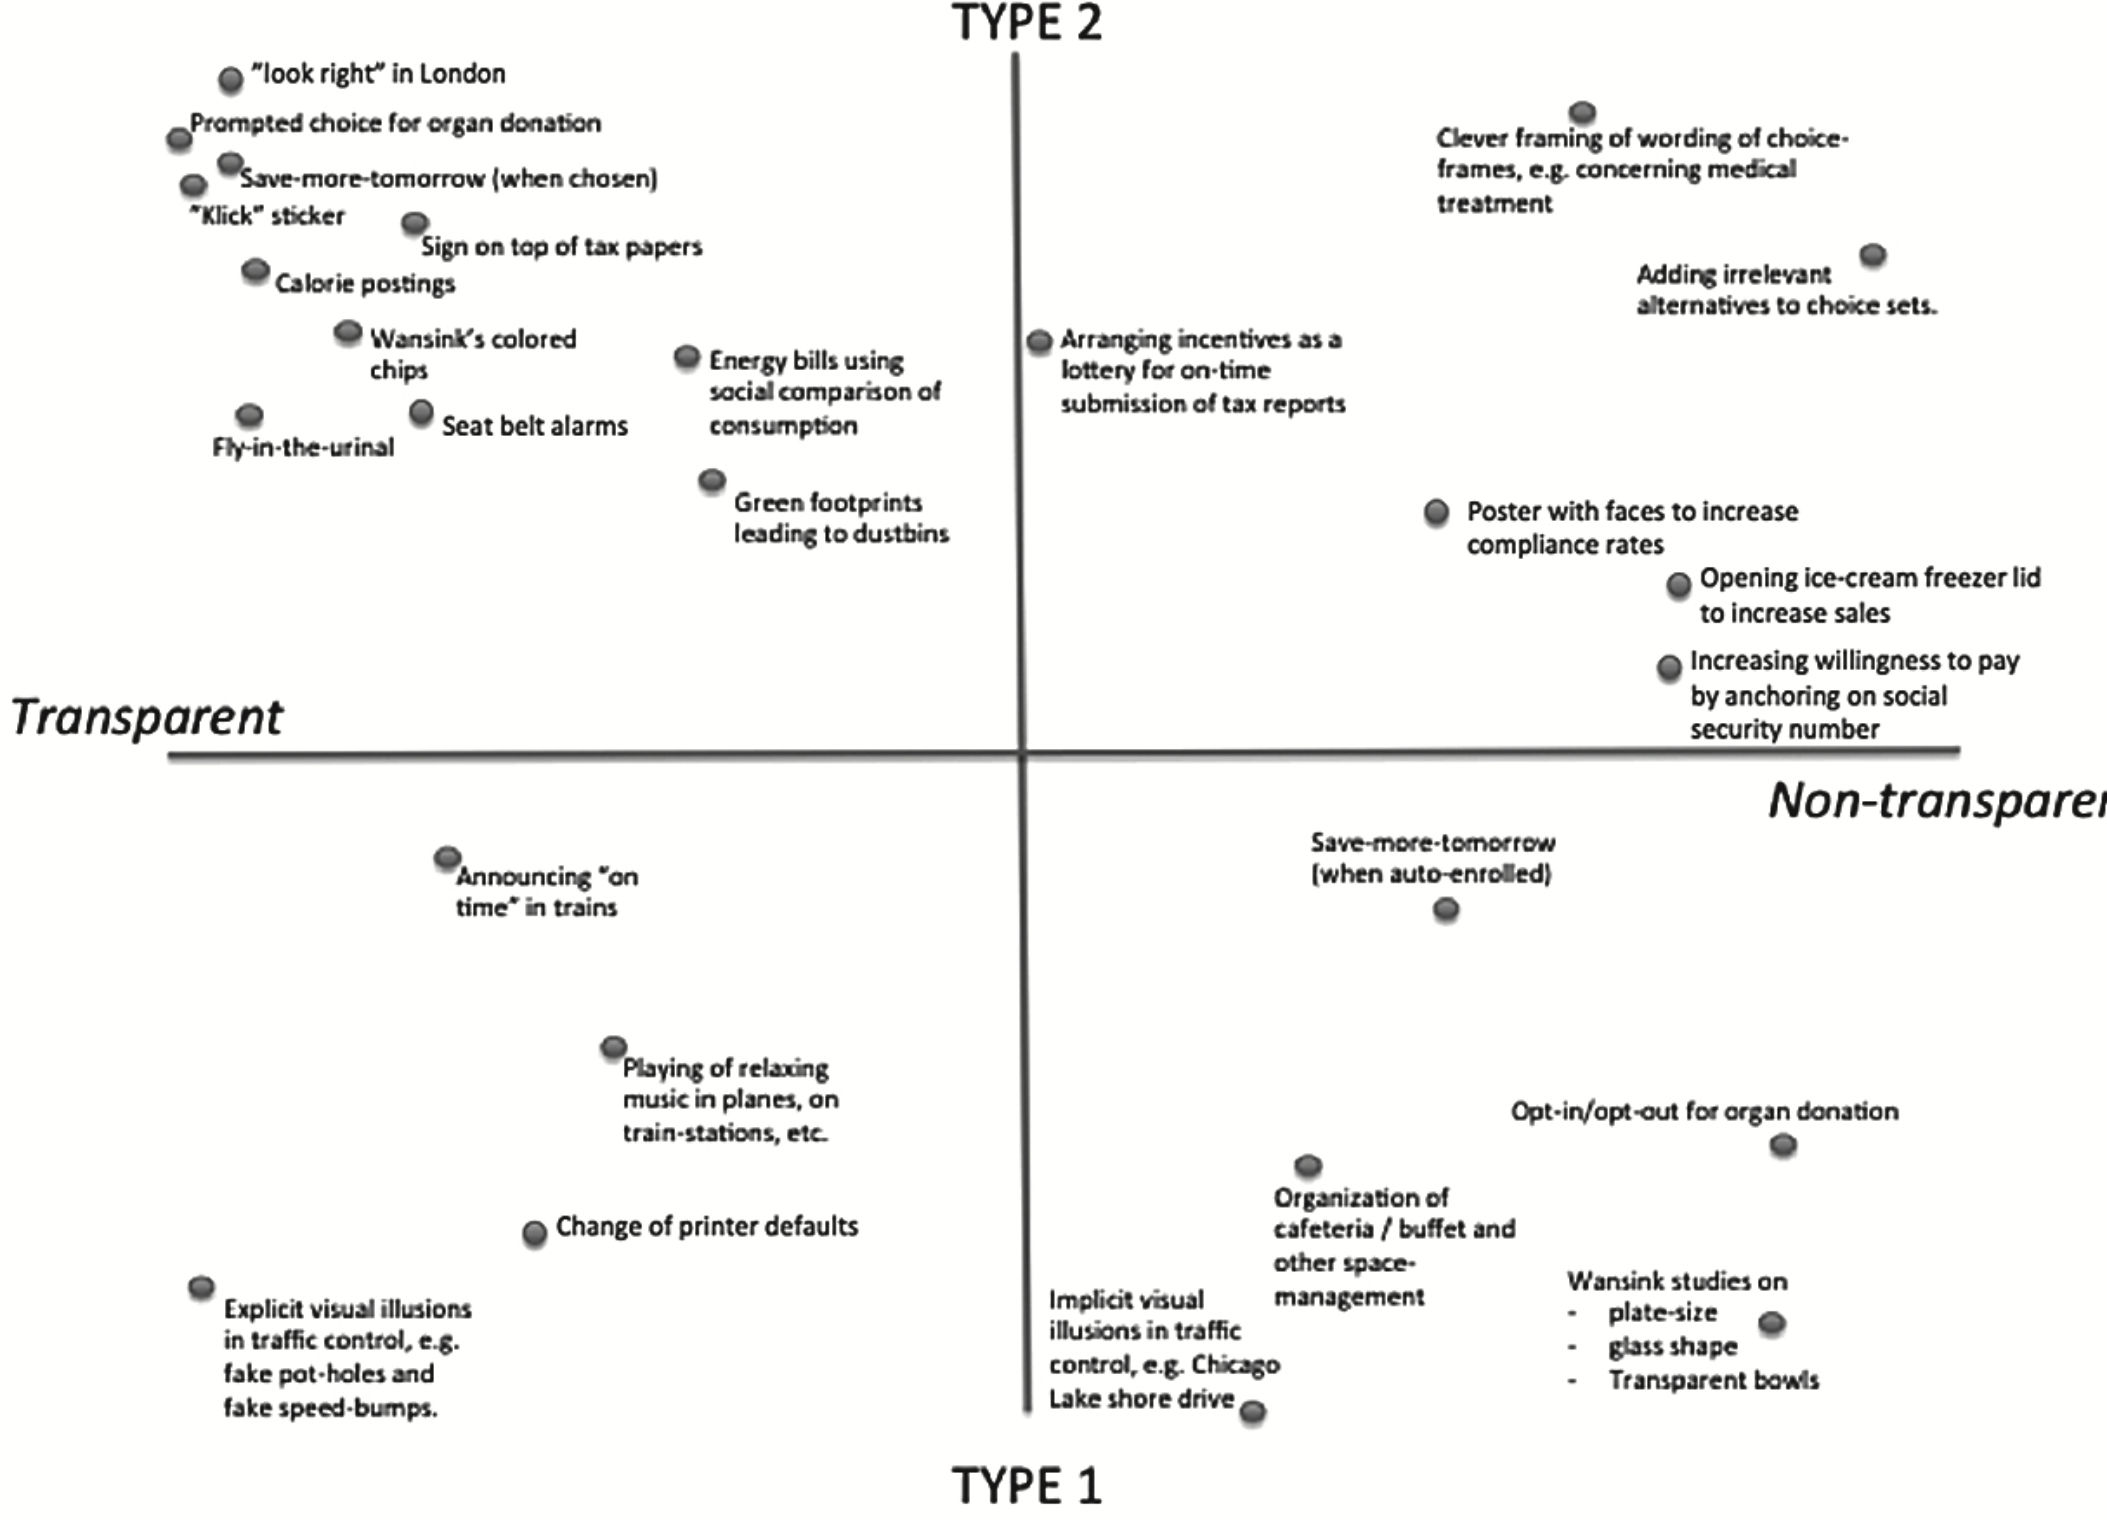 TYPE 2
"look right" in London
Prompted choice for organ donation
Save-more-tomorrow (when chosen)
"Klick" sticker
Sign on top of tax papers
Calorie postings
Wansink's colored
chips
Energy bills using
social comparison of
consumption
Fly-in-the-urinal
Seat belt alarms
Green footprints
leading to dustbins
Clever framing of wording of choice-
frames, e.g. concerning medical
treatment
Adding irrelevant
alternatives to choice sets.
Arranging incentives as a
lottery for on-time
submission of tax reports
Poster with faces to increase
compliance rates
Opening ice-cream freezer lid
to increase sales
Increasing willingness to pay
by anchoring on social
security number
Transparent
Non-transparen
Announcing "on
time" in trains
Playing of relaxing
music in planes, on
train-stations, etc.
Change of printer defaults
Explicit visual illusions
in traffic control, e.g.
fake pot-holes and
fake speed-bumps.
Save-more-tomorrow
(when auto-enrolled)
Opt-in/opt-out for organ donation
Organization of
cafeteria / buffet and
other space-
management
Implicit visual
illusions in traffic
control, e.g. Chicago
Lake shore drive
Wansink studies on
- plate-size
- glass shape
- Transparent bowls
TYPE 1